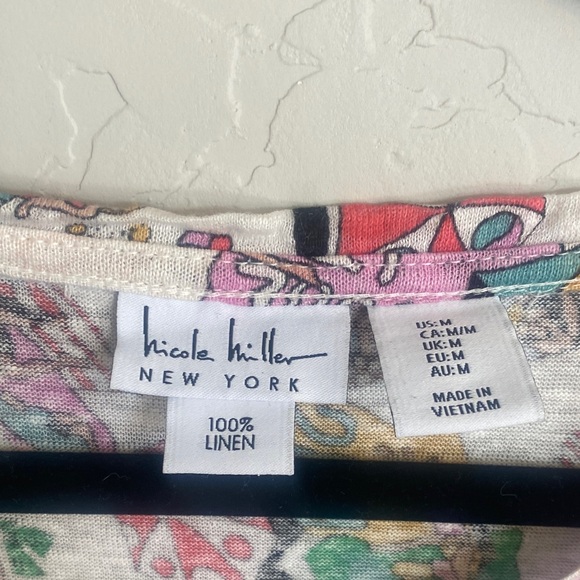 nicole miller
NEW YORK
100%
LINEN
US: M
CA: M/M
UK: M
EU: M
AU: M
MADE IN
VIETNAM